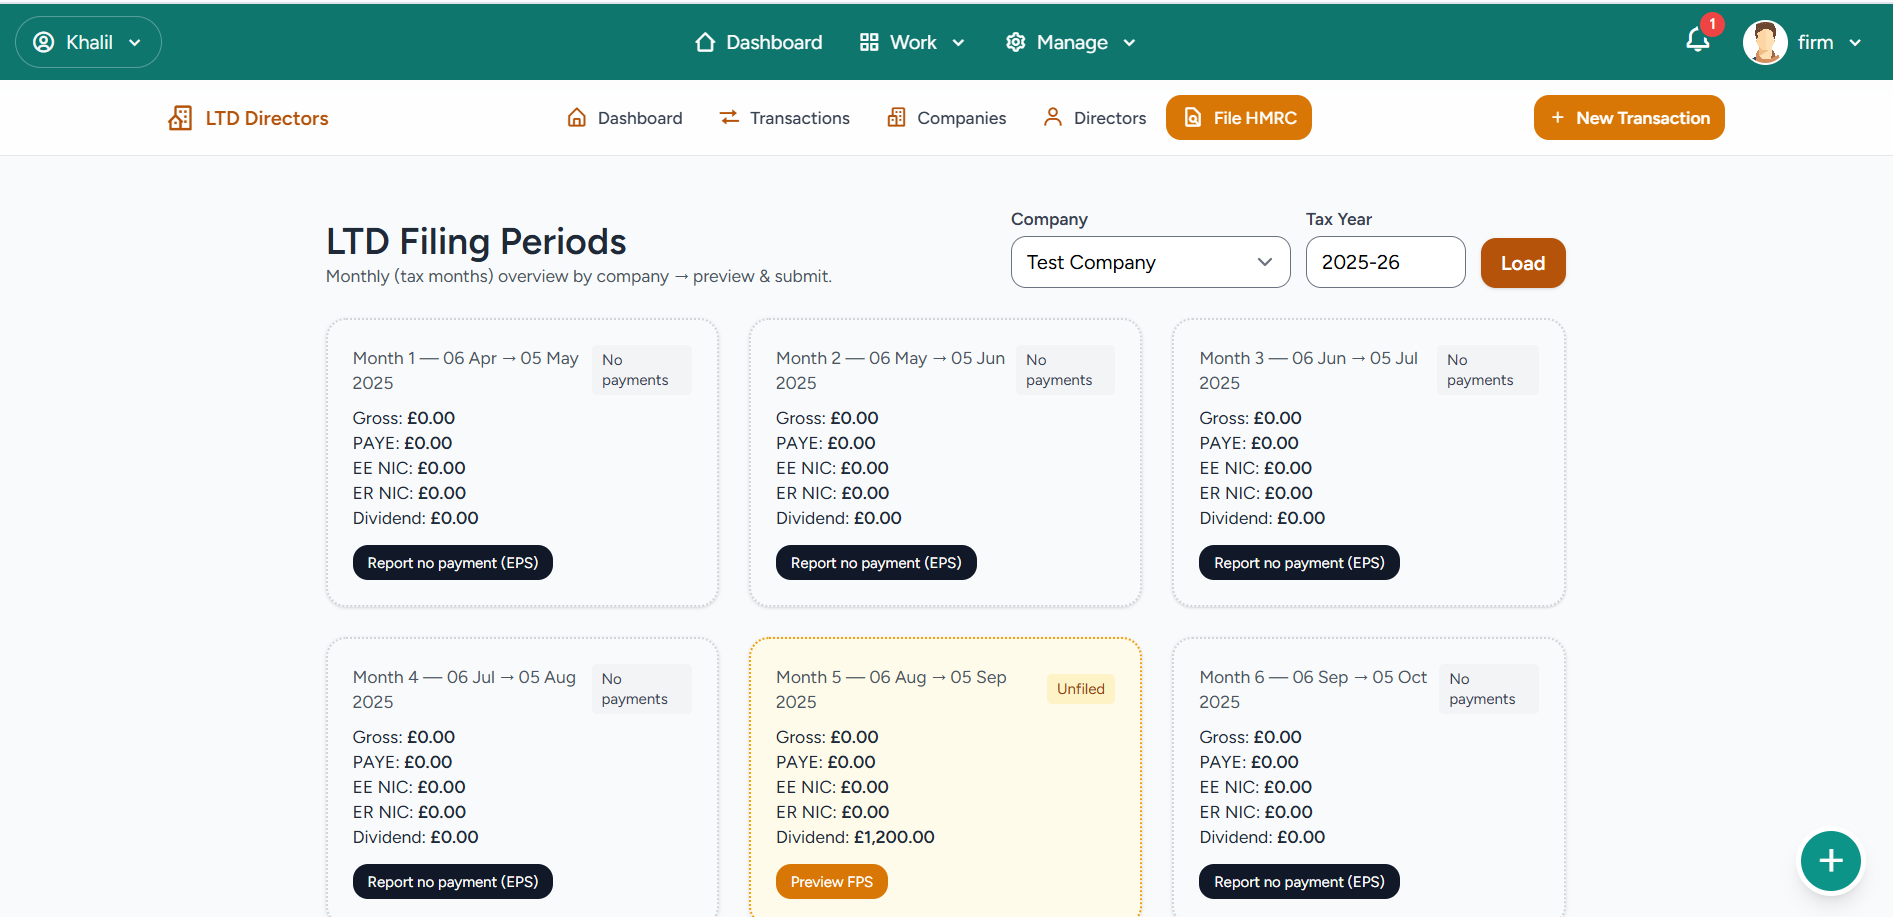 Khalil
Dashboard
Work
Manage
1
firm
LTD Directors
Dashboard
Transactions
Companies
Directors
File HMRC
+ New Transaction
LTD Filing Periods
Monthly (tax months) overview by company → preview & submit.
Company
Test Company
Tax Year
2025-26
Load
Month 1 — 06 Apr → 05 May
2025
No
payments
Gross: £0.00
PAYE: £0.00
EE NIC: £0.00
ER NIC: £0.00
Dividend: £0.00
Report no payment (EPS)
Month 2 — 06 May → 05 Jun
2025
No
payments
Gross: £0.00
PAYE: £0.00
EE NIC: £0.00
ER NIC: £0.00
Dividend: £0.00
Report no payment (EPS)
Month 3 — 06 Jun → 05 Jul
2025
No
payments
Gross: £0.00
PAYE: £0.00
EE NIC: £0.00
ER NIC: £0.00
Dividend: £0.00
Report no payment (EPS)
Month 4 — 06 Jul → 05 Aug
2025
No
payments
Gross: £0.00
PAYE: £0.00
EE NIC: £0.00
ER NIC: £0.00
Dividend: £0.00
Report no payment (EPS)
Month 5 — 06 Aug → 05 Sep
2025
Unfiled
Gross: £0.00
PAYE: £0.00
EE NIC: £0.00
ER NIC: £0.00
Dividend: £1,200.00
Preview FPS
Month 6 — 06 Sep → 05 Oct
2025
No
payments
Gross: £0.00
PAYE: £0.00
EE NIC: £0.00
ER NIC: £0.00
Dividend: £0.00
Report no payment (EPS)
+